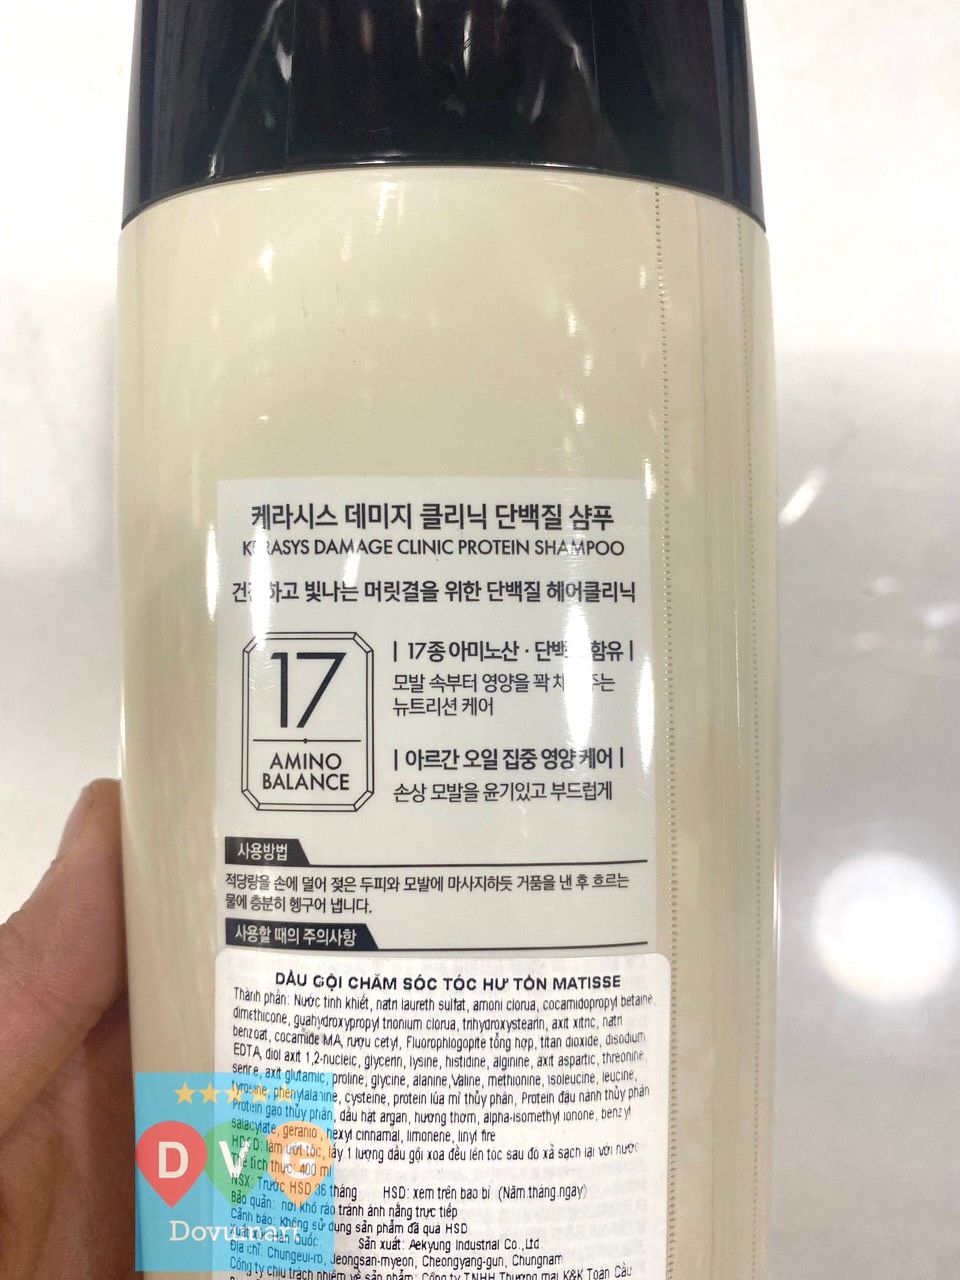 케라시스 데미지 클리닉 단백질 샴푸
KERASYS DAMAGE CLINIC PROTEIN SHAMPOO
하고 빛나는 머릿결을 위한 단백질 헤어클리닉
17
AMINO
BALANCE
| 17종 아미노산 · 함유 |
모발 속부터 영양을 꽉
뉴트리션 케어
| 아르간 오일 집중 영양 케어 |
손상 모발을 윤기있고 부드럽게
사용방법
적당량을 손에 덜어 젖은 두피와 모발에 마사지하듯 거품을 낸 후 흐르는
물에 충분히 헹구어 냅니다.
사용할 때의 주의사항
DẦU GỘI CHĂM SÓC TÓC HƯ TỔN MATISSE
Thành phần: Nước tinh khiết, natri laureth sulfat, amoni clorua, cocamidopropyl betaine,
dimethicone, guahydroxypropyl trionium clorua, trihydroxystearin, axit xitric, natri
benzoat, cocamide MA, rượu cetyl, Fluorophlogopite tổng hợp, titan dioxide, disodium
EDTA, diol axit 1,2-nucleic, glycerin, lysine, histidine, alginine, axit aspartic, threonine,
serire, axit glutamic, proline, glycine, alanine, Valine, methionine, isoleucine, leucine,
tyrosine, phenylalanine, cysteine, protein lúa mì thủy phân, Protein đậu nành thủy phân
Protein gạo thủy phân, dầu hạt argan, hương thơm, alpha-isomethyl ionone, benzyl
salacylate, geranio, hexyl cinnamal, limonene, linyl fire
HDSD: làm ướt tóc, lấy 1 lượng dầu gội xoa đều lên tóc sau đó xả sạch lại với nước
Thể tích thực: 400 ml
NSX: Trước HSD 36 tháng HSD: xem trên bao bì (Năm.tháng.ngày)
Bảo quản: nơi khô ráo tránh ánh nắng trực tiếp
Cảnh báo: Không sử dụng sản phẩm đã quá HSD
Xuất xứ: Hàn Quốc. Sản xuất: Aekyung Industrial Co.,Ltd
Địa chỉ: Chungeui-ro, Jeongsan-myeon, Cheongyang-gun, Chungnam
Công ty chịu trách nhiệm về sản phẩm: Công ty TNHH Thương mại K&K Toàn Cầu
D V G
Dovumart